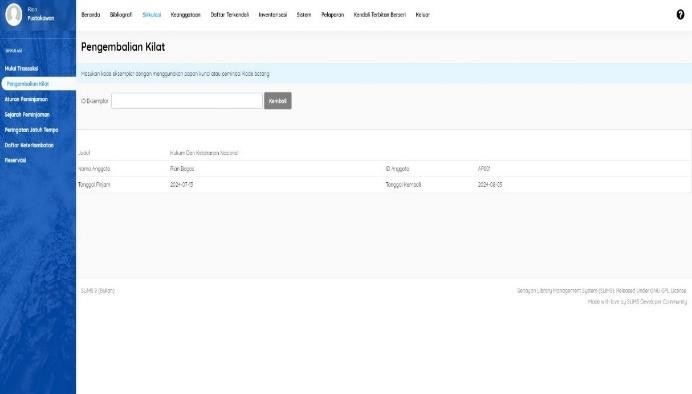 Rian
Pustakawan
Beranda Bibliografi Sirkulasi Keanggotaan Daftar Terkendali Inventarisasi Sistem Pelaporan Kendali Terbitan Berseri Keluar
SIRKULASI
Mulai Transaksi
Pengembalian Kilat
Aturan Peminjaman
Sejarah Peminjaman
Peringatan Jatuh Tempo
Daftar Keterlambatan
Reservasi
Pengembalian Kilat
Masukan kode eksemplar dengan menggunakan papan kunci atau pemindai Kode batang
ID Eksemplar Kembali
Judul Hukum Dan Ketahanan Nasional
Nama Anggota Rian Bagas ID Anggota AP001
Tanggal Pinjam 2024-07-15 Tanggal Kembali 2024-08-05
SLIMS 9 (Bulian)
Senayan Library Management System (SLiMS). Released Under GNU GPL License.
Made with love by SLiMS Developer Community